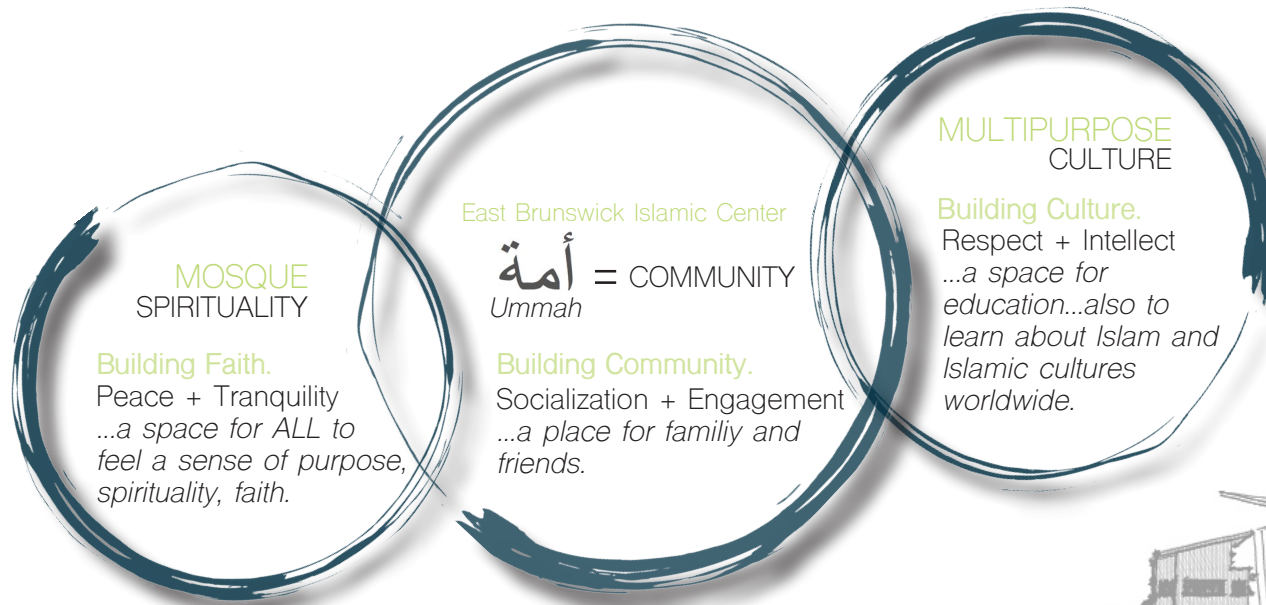 MOSQUE
SPIRITUALITY
Building Faith.
Peace + Tranquility
...a space for ALL to
feel a sense of purpose,
spirituality, faith.
East Brunswick Islamic Center
أمة = COMMUNITY
Ummah
Building Community.
Socialization + Engagement
...a place for familiy and
friends.
MULTIPURPOSE
CULTURE
Building Culture.
Respect + Intellect
...a space for
education...also to
learn about Islam and
Islamic cultures
worldwide.